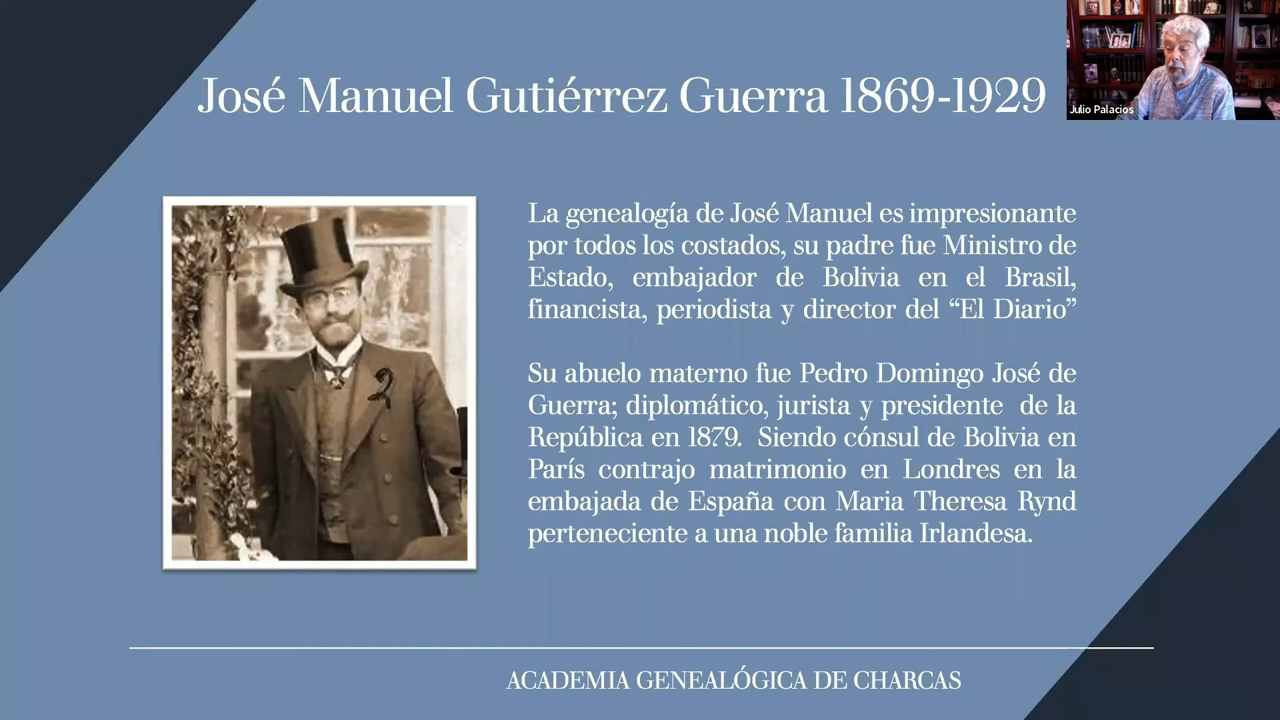 José Manuel Gutiérrez Guerra 1869-1929
Julio Palacios
La genealogía de José Manuel es impresionante
por todos los costados, su padre fue Ministro de
Estado, embajador de Bolivia en el Brasil,
financista, periodista y director del “El Diario”
Su abuelo materno fue Pedro Domingo José de
Guerra; diplomático, jurista y presidente de la
República en 1879. Siendo cónsul de Bolivia en
París contrajo matrimonio en Londres en la
embajada de España con Maria Theresa Rynd
perteneciente a una noble familia Irlandesa.
ACADEMIA GENEALÓGICA DE CHARCAS